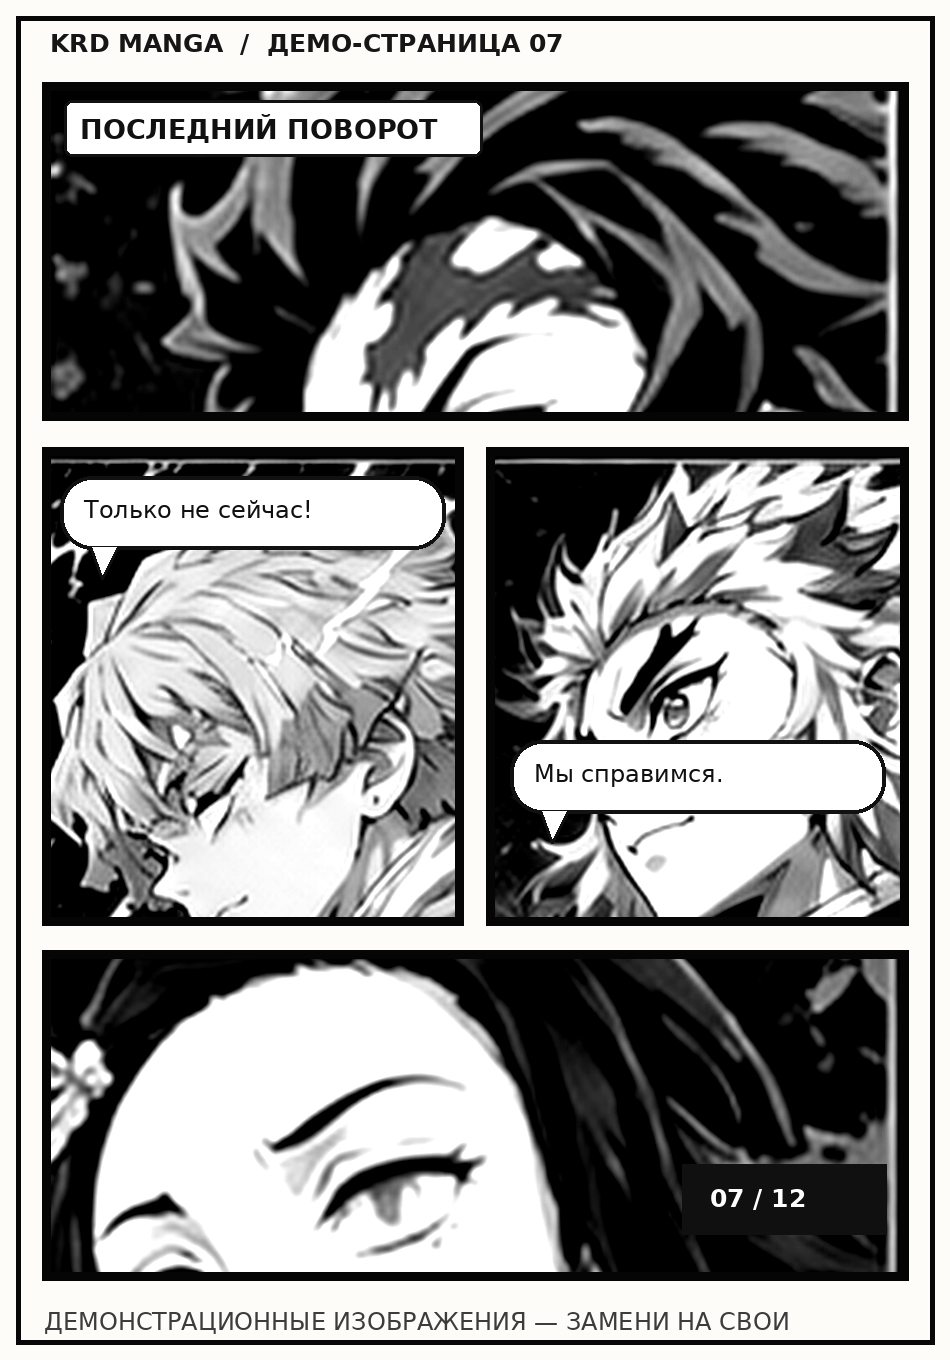 KRD MANGA / ДЕМО-СТРАНИЦА 07
ПОСЛЕДНИЙ ПОВОРОТ
Только не сейчас!
Мы справимся.
07 / 12
ДЕМОНСТРАЦИОННЫЕ ИЗОБРАЖЕНИЯ — ЗАМЕНИ НА СВОИ